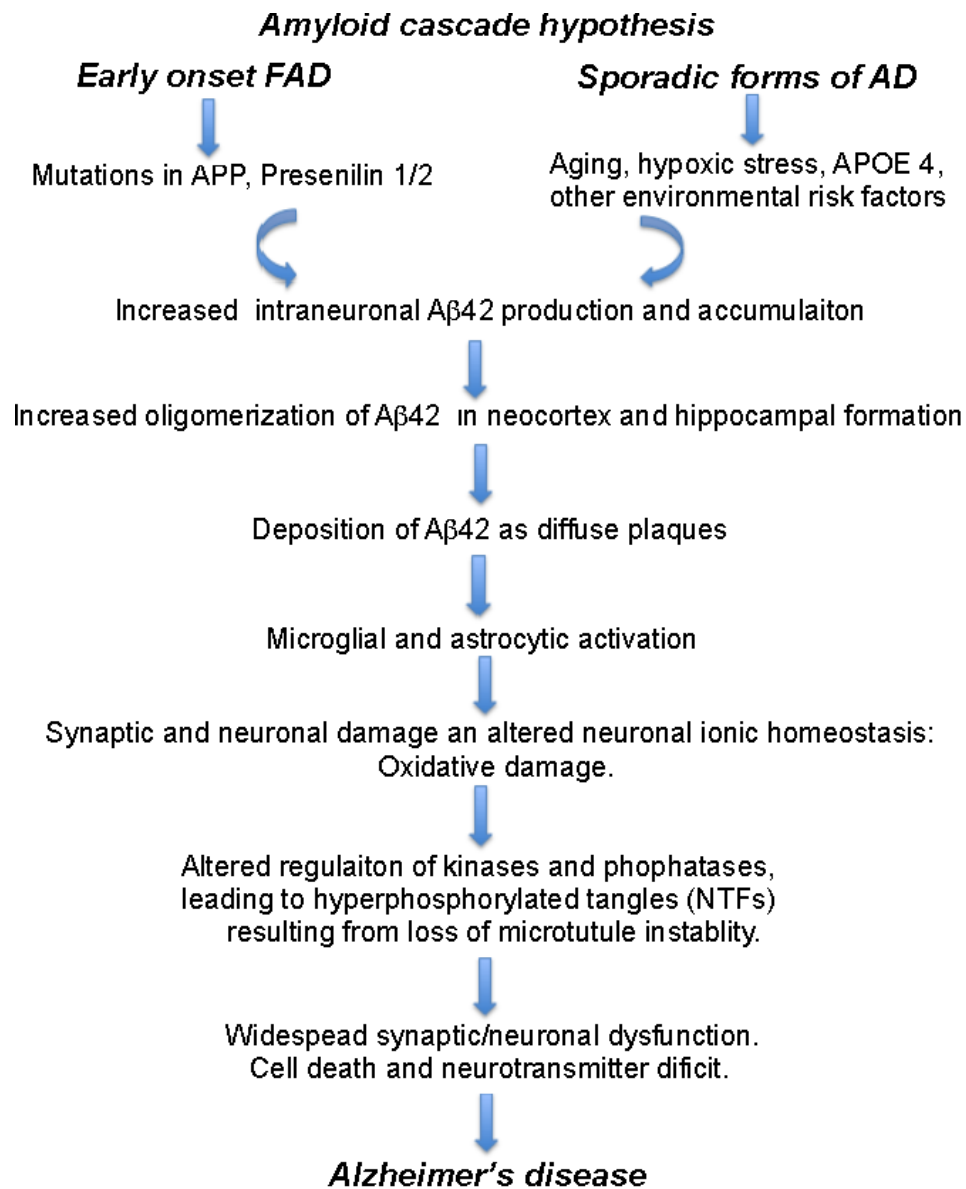 Amyloid cascade hypothesis
Early onset FAD
Sporadic forms of AD
Mutations in APP, Presenilin 1/2
Aging, hypoxic stress, APOE 4,
other environmental risk factors
Increased intraneuronal Aβ42 production and accumulaiton
Increased oligomerization of Aβ42 in neocortex and hippocampal formation
Deposition of Aβ42 as diffuse plaques
Microglial and astrocytic activation
Synaptic and neuronal damage an altered neuronal ionic homeostasis:
Oxidative damage.
Altered regulaiton of kinases and phophatases,
leading to hyperphosphorylated tangles (NTFs)
resulting from loss of microtutule instablity.
Widespead synaptic/neuronal dysfunction.
Cell death and neurotransmitter dificit.
Alzheimer's disease